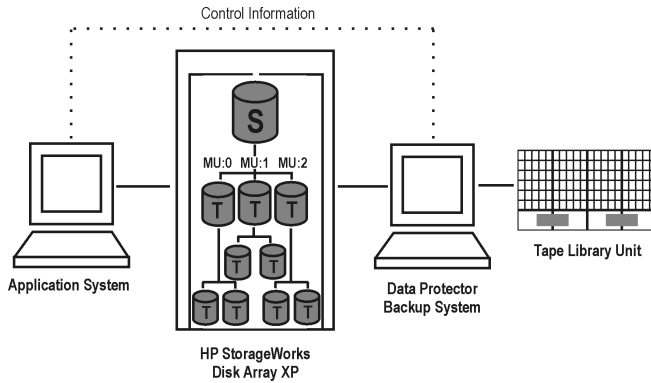 Control Information
S
MU:0 MU:1 MU:2
T T T
T T
T T T T
Application System
HP StorageWorks
Disk Array XP
Data Protector
Backup System
Tape Library Unit